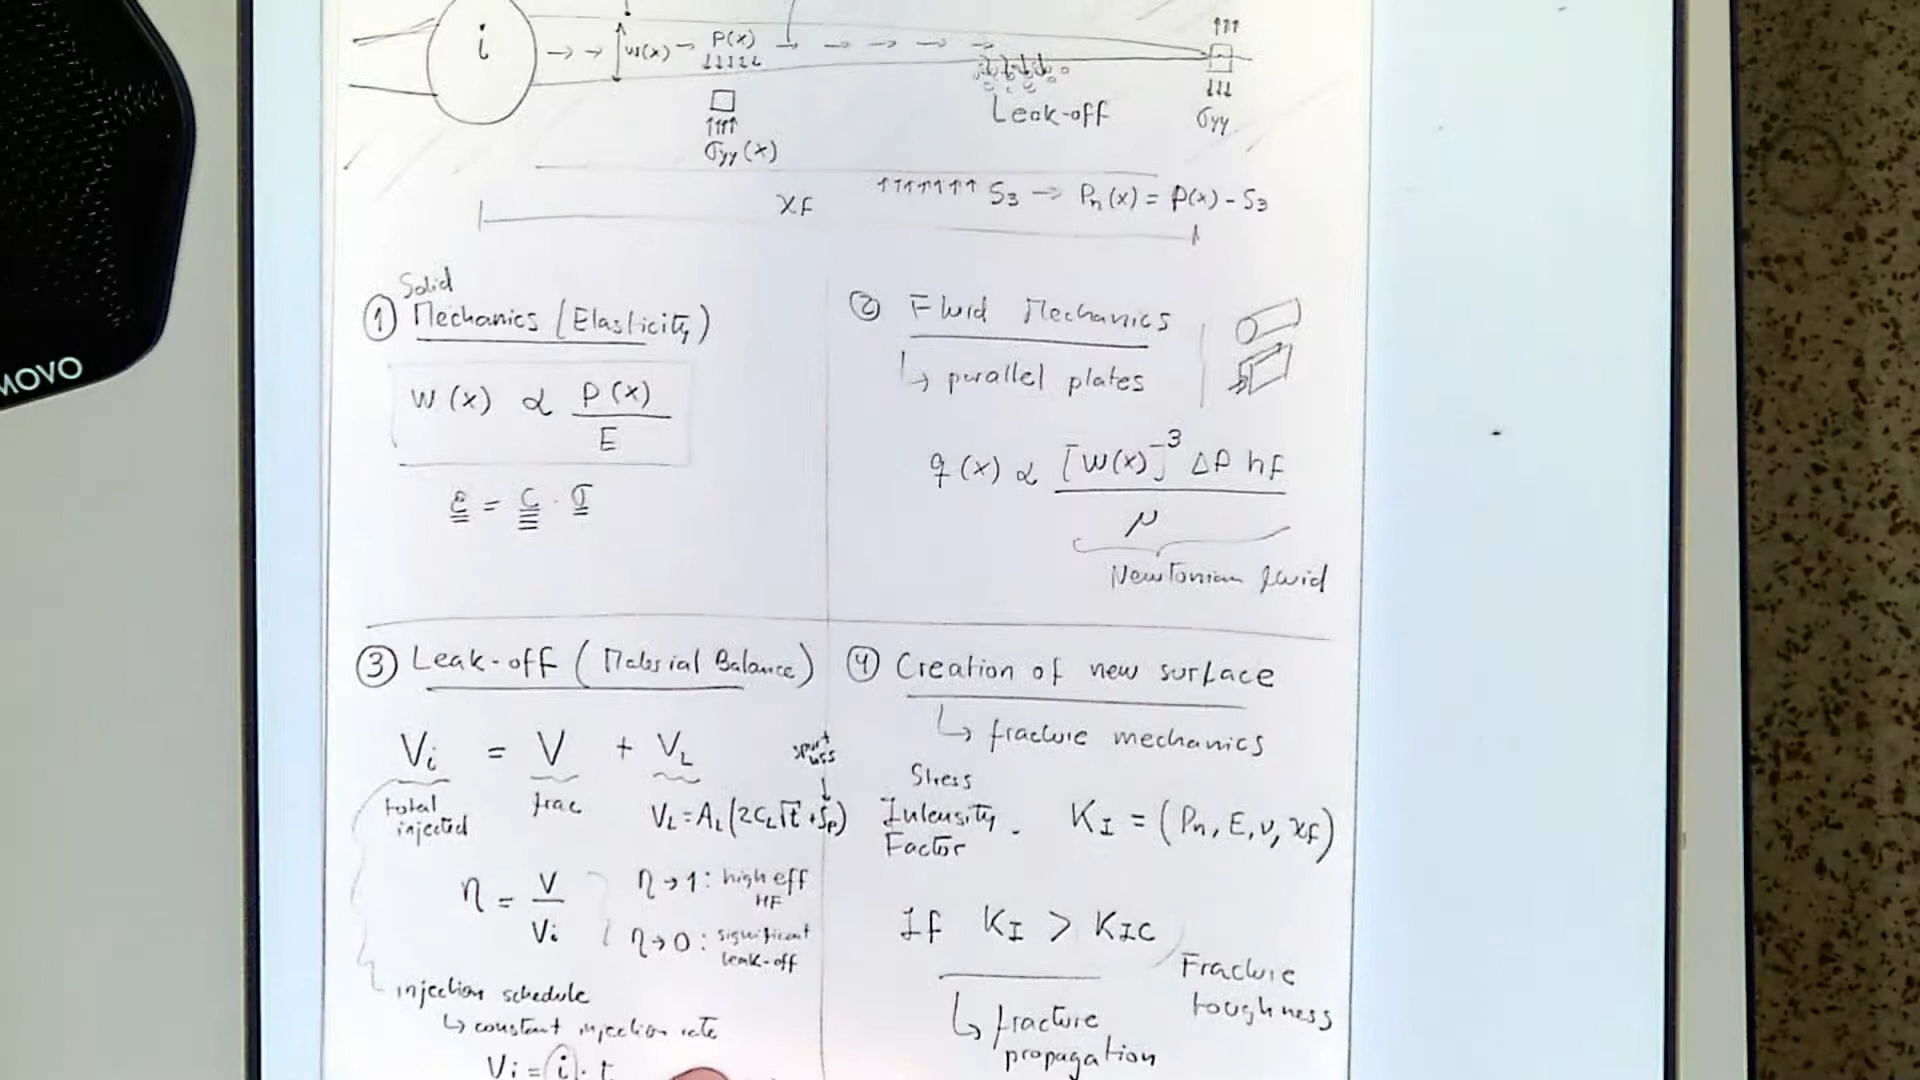 i
w(x)
P(x)
Leak-off
σyy
σyy(x)
xf
S3 → Pn(x) = P(x) - S3
MOVO
① Solid
Mechanics (Elasticity)
w(x) ∝ P(x) / E
ε = C · σ
② Fluid Mechanics
↳ parallel plates
q(x) ∝ [w(x)]^3 ΔP hf / μ
Newtonian fluid
③ Leak-off (Material Balance)
Vi = V + VL
total injected
frac
spurt loss
VL = AL(2CL√t + Sp)
η = V / Vi
η → 1: high eff HF
η → 0: significant leak-off
injection schedule
↳ constant injection rate
Vi = i · t
④ Creation of new surface
↳ fracture mechanics
Stress
Intensity
Factor
KI = (Pn, E, ν, xf)
If KI > KIC
Fracture
toughness
↳ fracture
propagation